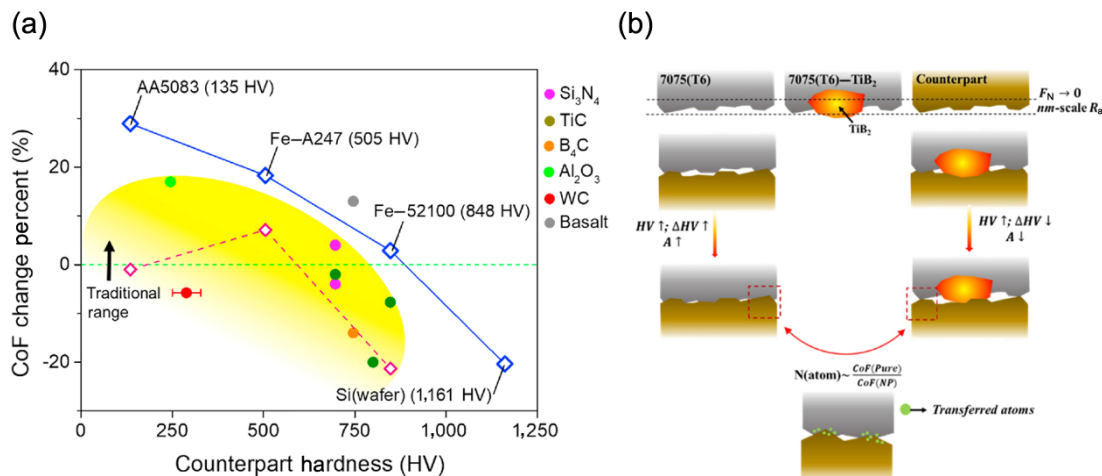 (a)
40
20
0
-20
CoF change percent (%)
AA5083 (135 HV)
Fe–A247 (505 HV)
Fe–52100 (848 HV)
Traditional
range
Si(wafer) (1,161 HV)
0
250
500
750
1,000
1,250
Counterpart hardness (HV)
Si₃N₄
TiC
B₄C
Al₂O₃
WC
Basalt
(b)
7075(T6)
7075(T6)—TiB₂
Counterpart
F_N → 0
nm-scale R_a
TiB₂
HV ↑; ΔHV ↑
A ↑
HV ↑; ΔHV ↓
A ↓
N(atom)~ CoF(Pure)
CoF(NP)
Transferred atoms